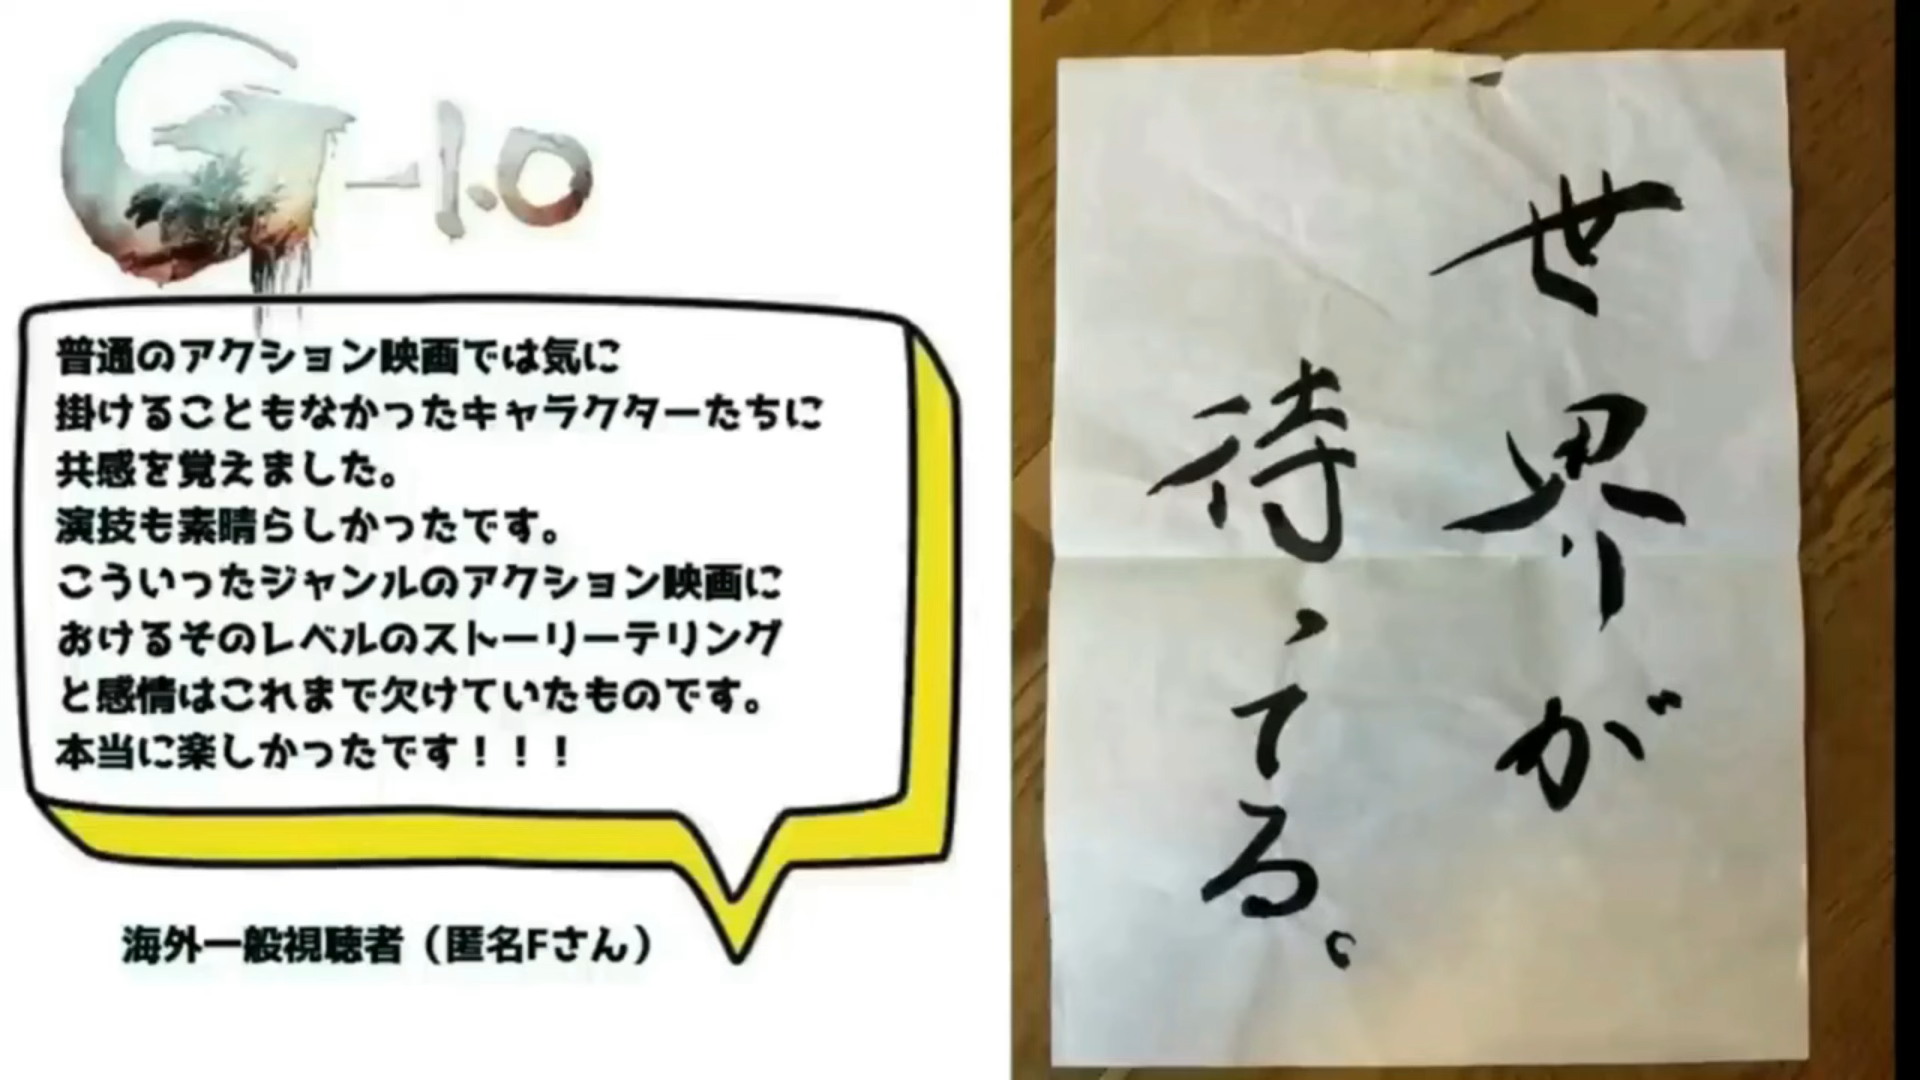 G-1.0
普通のアクション映画では気に
掛けることもなかったキャラクターたちに
共感を覚えました。
演技も素晴らしかったです。
こういったジャンルのアクション映画に
おけるそのレベルのストーリーテリング
と感情はこれまで欠けていたものです。
本当に楽しかったです！！！
海外一般視聴者（匿名Fさん）
世界が
待ってる。